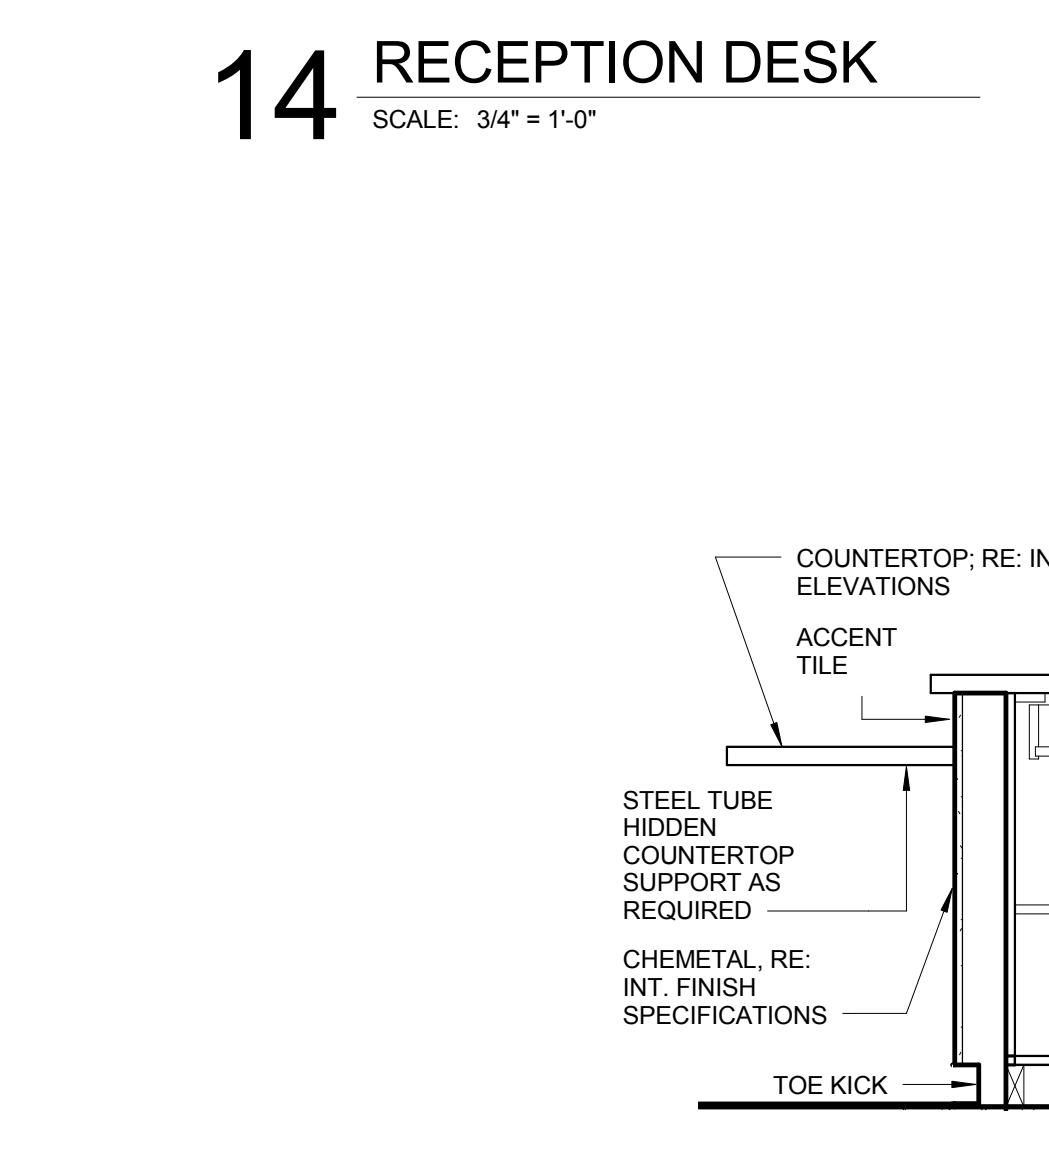 14 RECEPTION DESK
SCALE: 3/4" = 1'-0"
COUNTERTOP; RE:
ELEVATIONS
ACCENT
TILE
STEEL TUBE
HIDDEN
COUNTERTOP
SUPPORT AS
REQUIRED
CHEMETAL, RE:
INT. FINISH
SPECIFICATIONS
TOE KICK